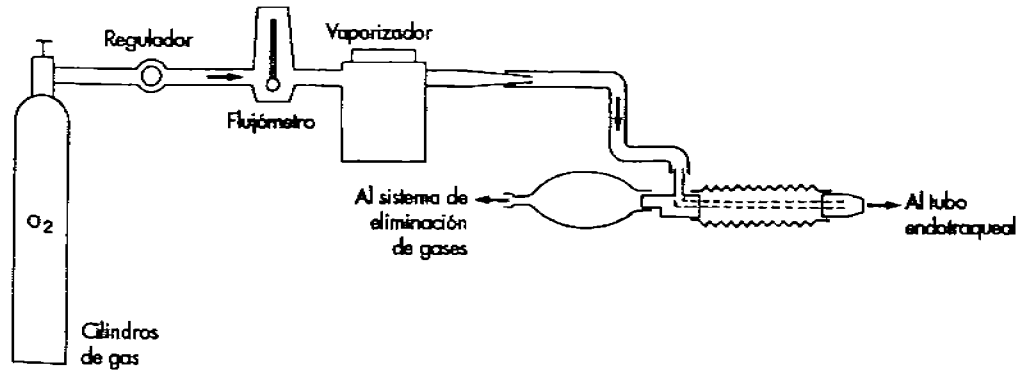 Regulador
Vaporizador
Flujómetro
O2
Cilindros
de gas
Al sistema de
eliminación
de gases
Al tubo
endotraqueal